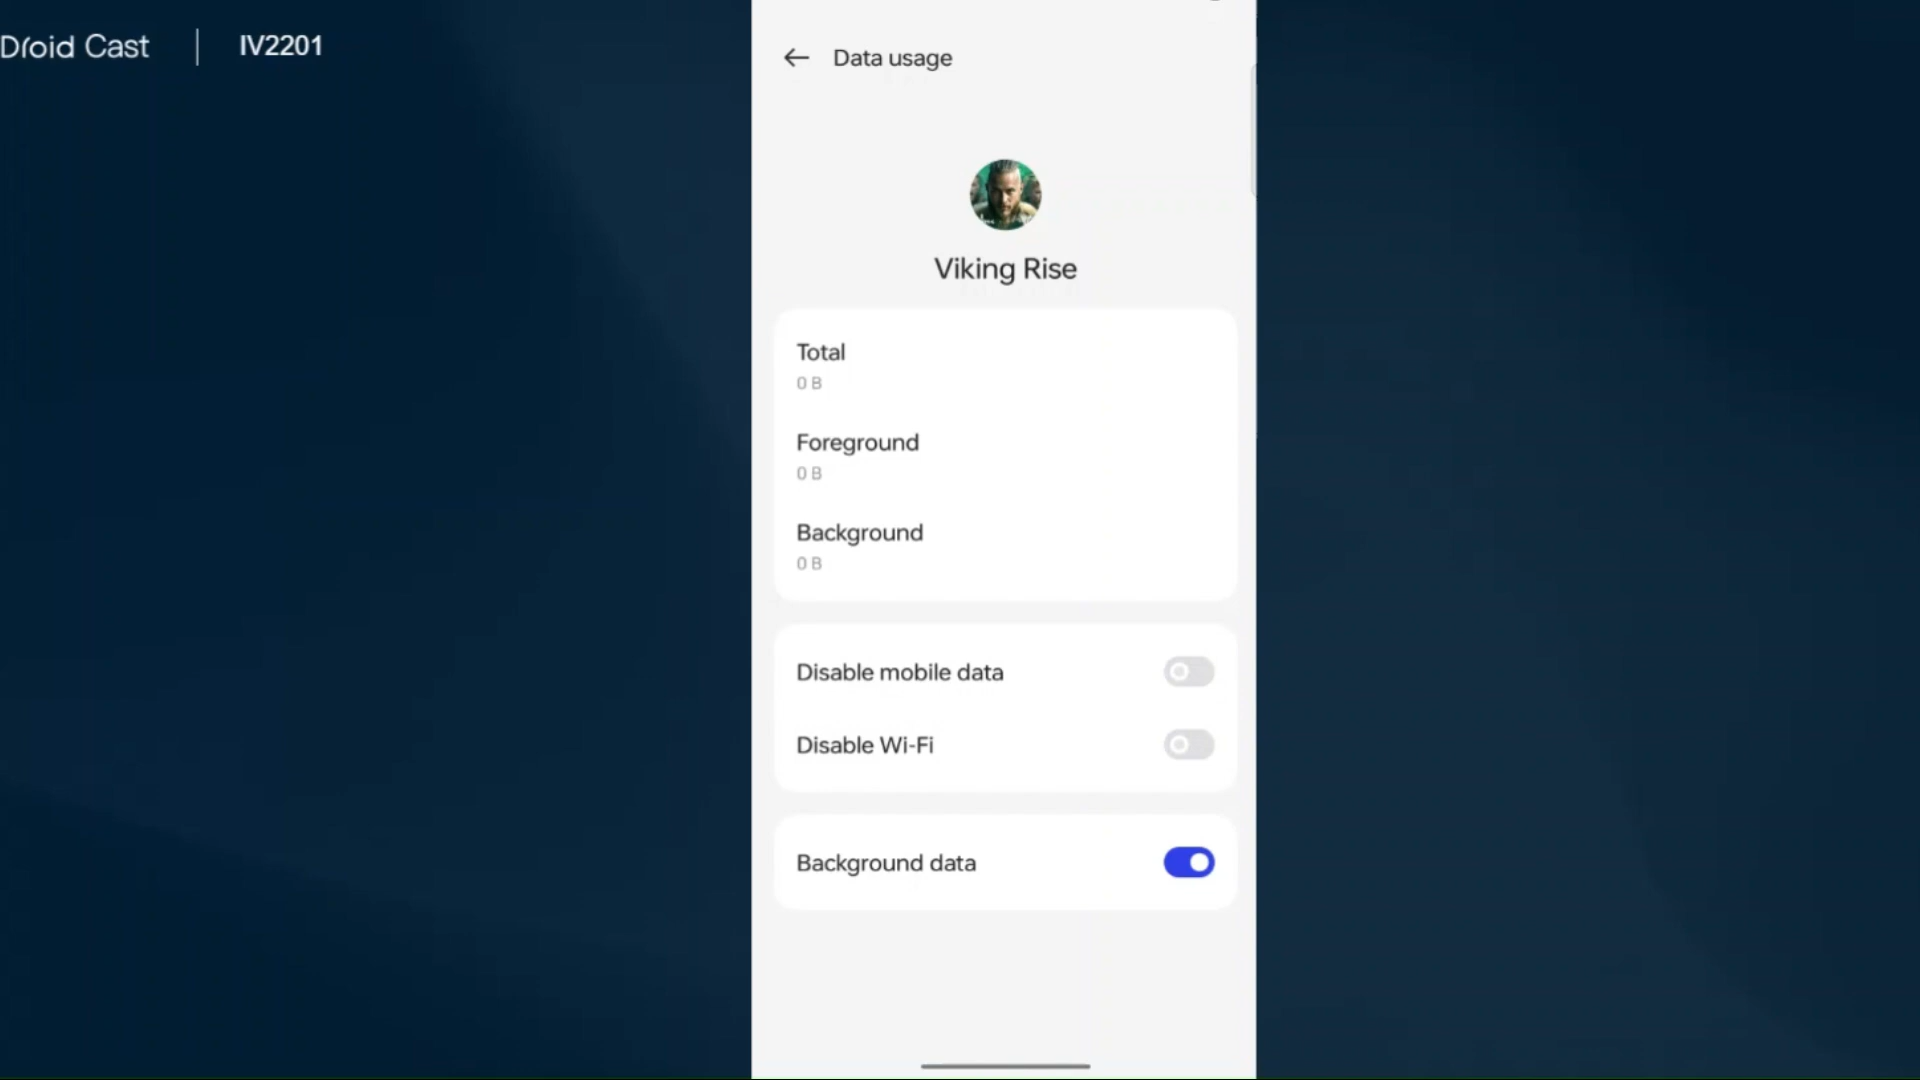 Droid Cast | IV2201
Data usage
Viking Rise
Total
0 B
Foreground
0 B
Background
0 B
Disable mobile data
Disable Wi-Fi
Background data